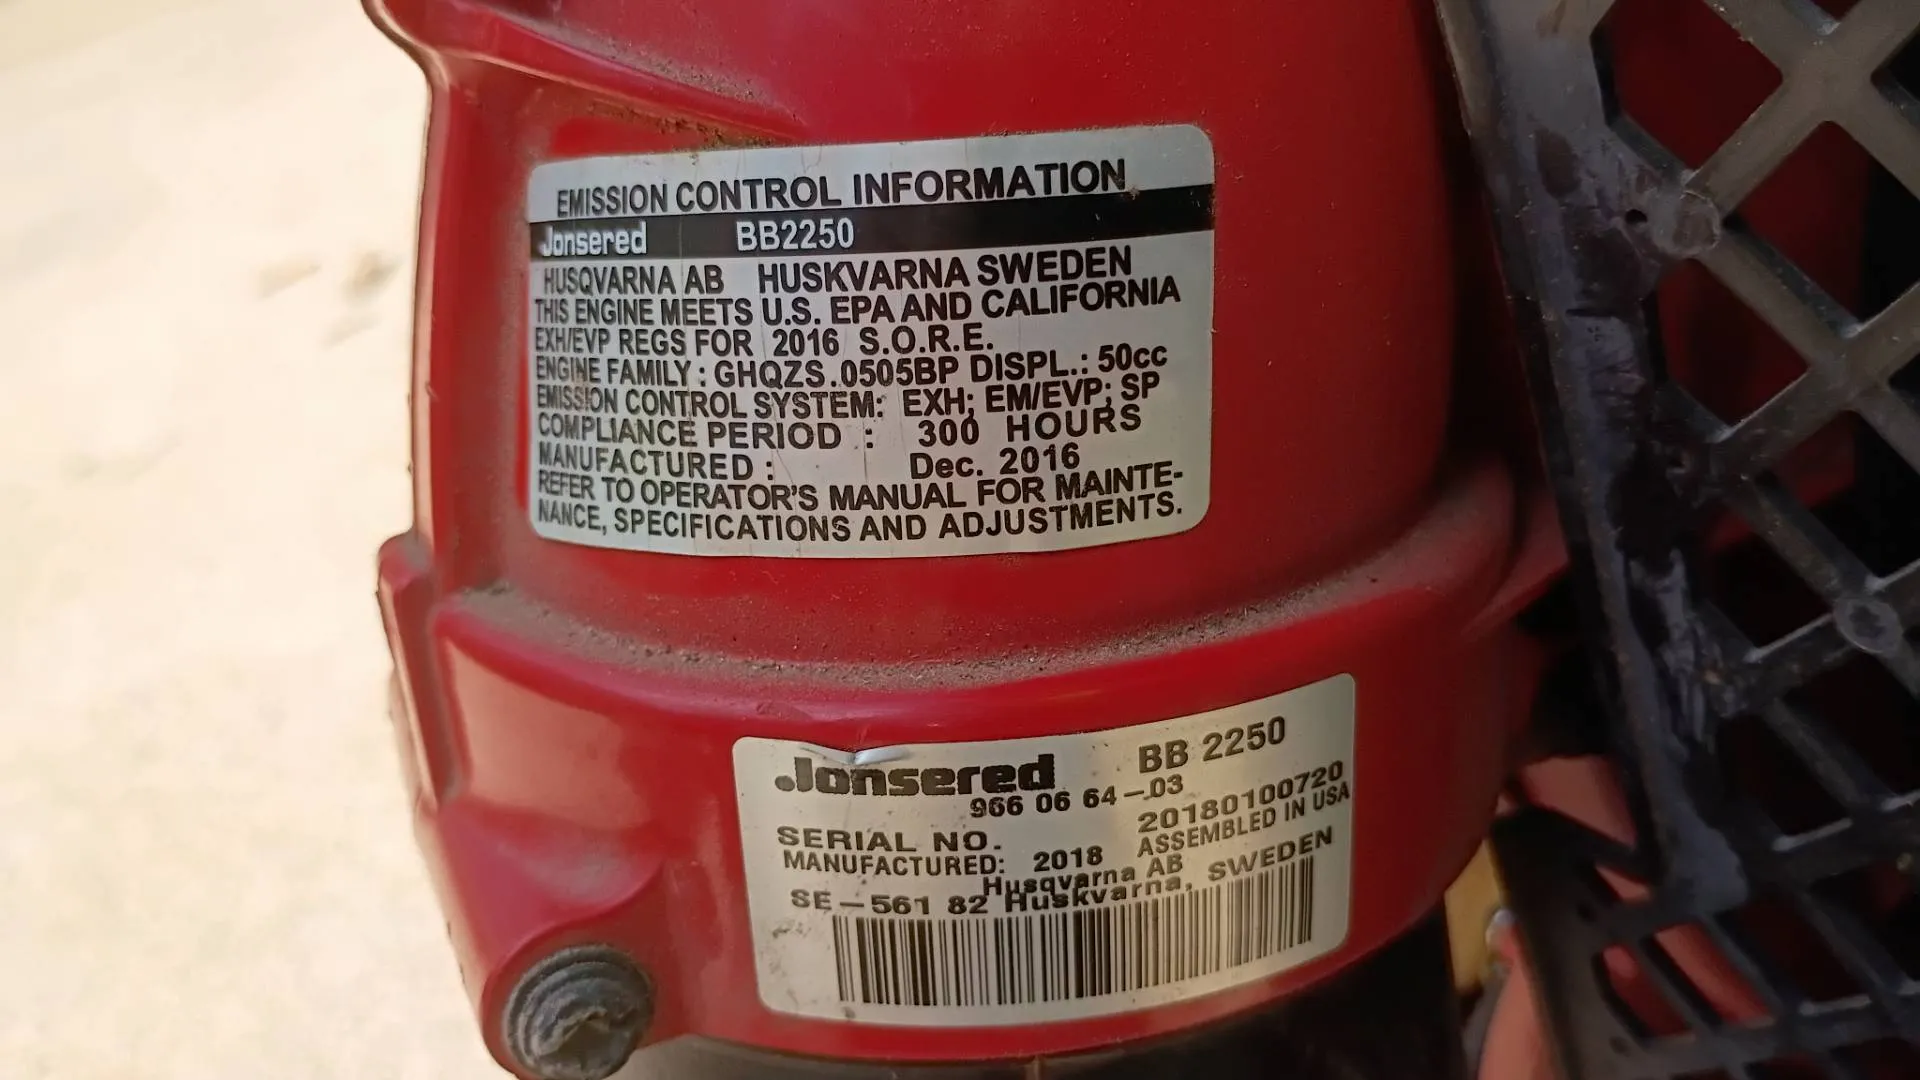 EMISSION CONTROL INFORMATION
Jonsered BB2250
HUSQVARNA AB HUSKVARNA SWEDEN
THIS ENGINE MEETS U.S. EPA AND CALIFORNIA
EXH/EVP REGS FOR 2016 S.O.R.E.
ENGINE FAMILY : GHQZS.0505BP DISPL.: 50cc
EMISSION CONTROL SYSTEM: EXH; EM/EVP; SP
COMPLIANCE PERIOD : 300 HOURS
MANUFACTURED : Dec. 2016
REFER TO OPERATOR'S MANUAL FOR MAINTE-
NANCE, SPECIFICATIONS AND ADJUSTMENTS.
Jonsered BB 2250
966 06 64-03
SERIAL NO. 20180100720
MANUFACTURED: 2018 ASSEMBLED IN USA
Husqvarna AB
SE-561 82 Huskvarna, SWEDEN